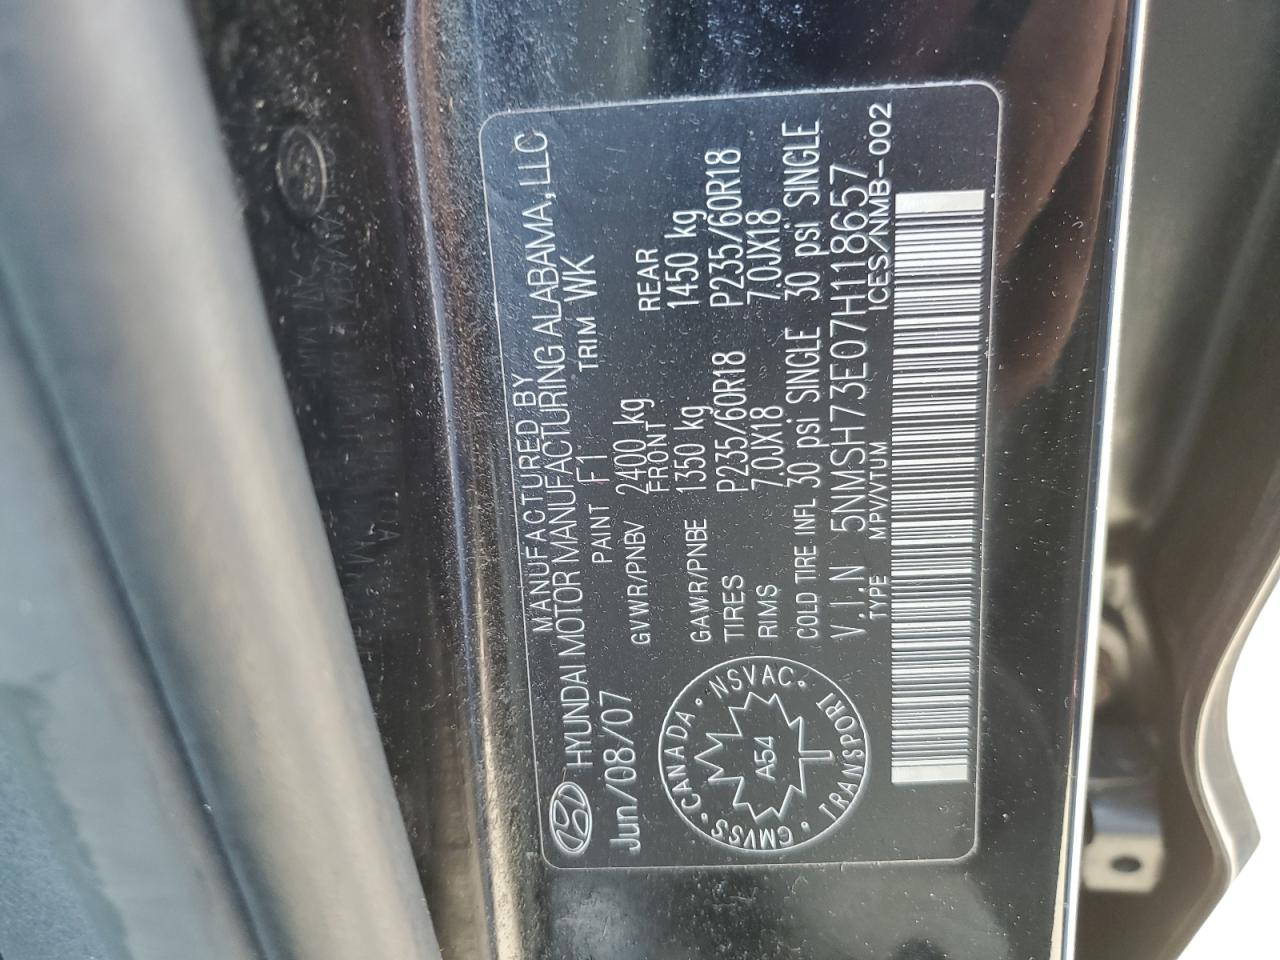 MANUFACTURED BY
HYUNDAI MOTOR MANUFACTURING ALABAMA, LLC
Jun/08/07 PAINT F1 TRIM WK
GVWR/PNBV 2400 kg
FRONT REAR
GAWR/PNBE 1350 kg 1450 kg
TIRES P235/60R18 P235/60R18
RIMS 7.0JX18 7.0JX18
COLD TIRE INFL 30 psi SINGLE 30 psi SINGLE
V.I.N 5NMSH73E07H118657
TYPE MPV/VTUM ICES/NMB-002
CANADA · NSVAC · TRANSPORT · CMVSS ·
A54